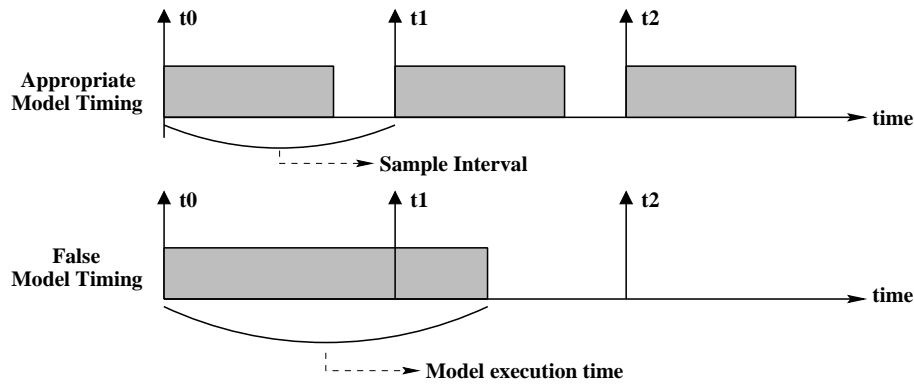 t0
t1
t2
Appropriate
Model Timing
time
Sample Interval
t0
t1
t2
False
Model Timing
time
Model execution time